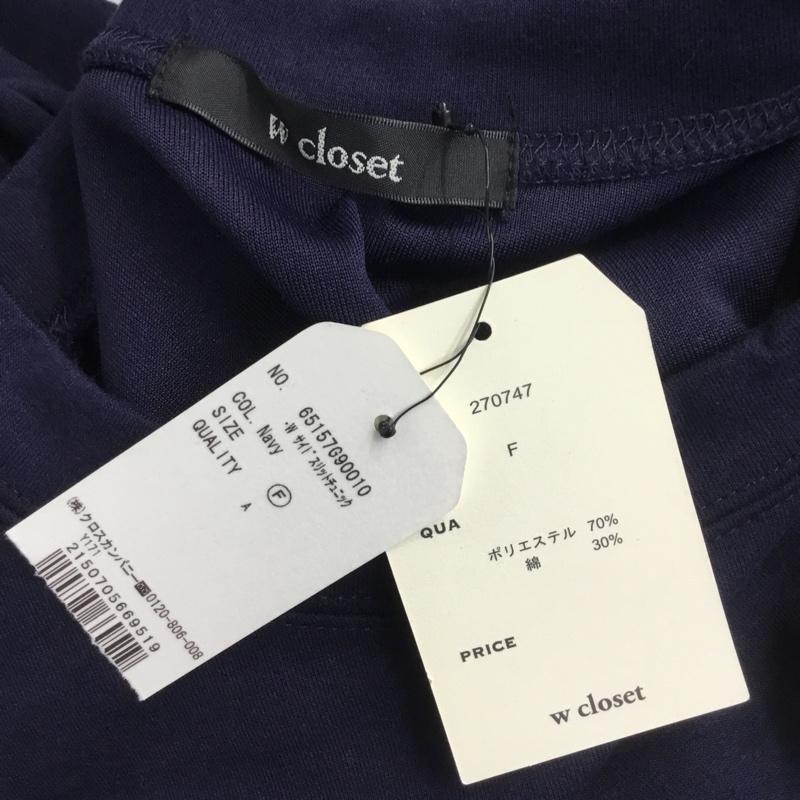 w closet
NO. 65157G90010
-W サイドスリットチュニック
COL. Navy
SIZE Ⓕ
QUALITY A
(株)クロスカンパニー 0120-806-008
Y171
2150705669519
270747
F
QUA
ポリエステル 70%
綿 30%
PRICE
w closet